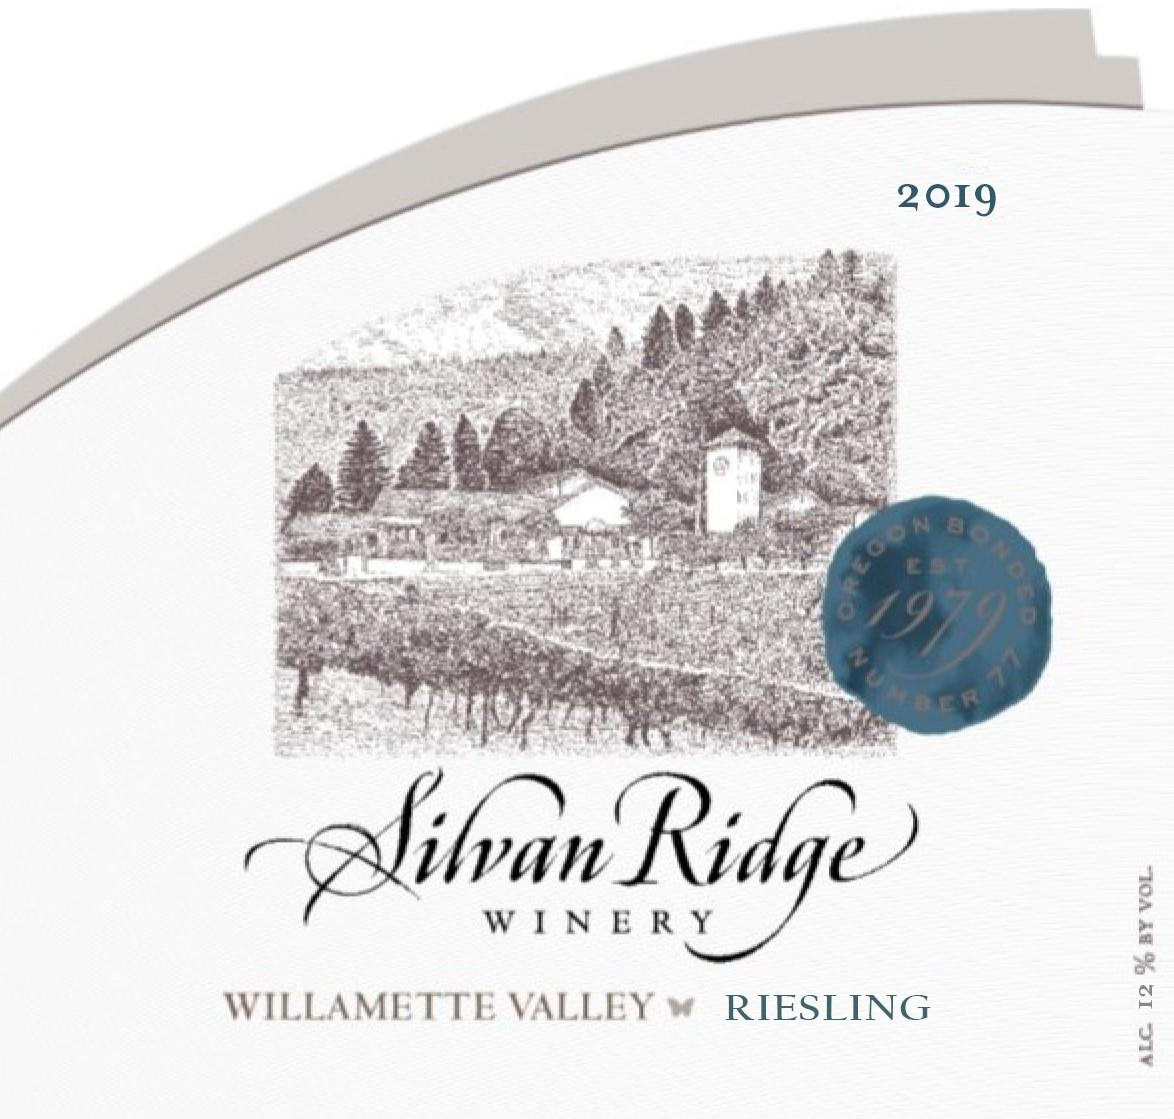 2019
OREGON BONDED
EST.
1979
NUMBER 77
Silvan Ridge
WINERY
WILLAMETTE VALLEY RIESLING
ALC. 12 % BY VOL.